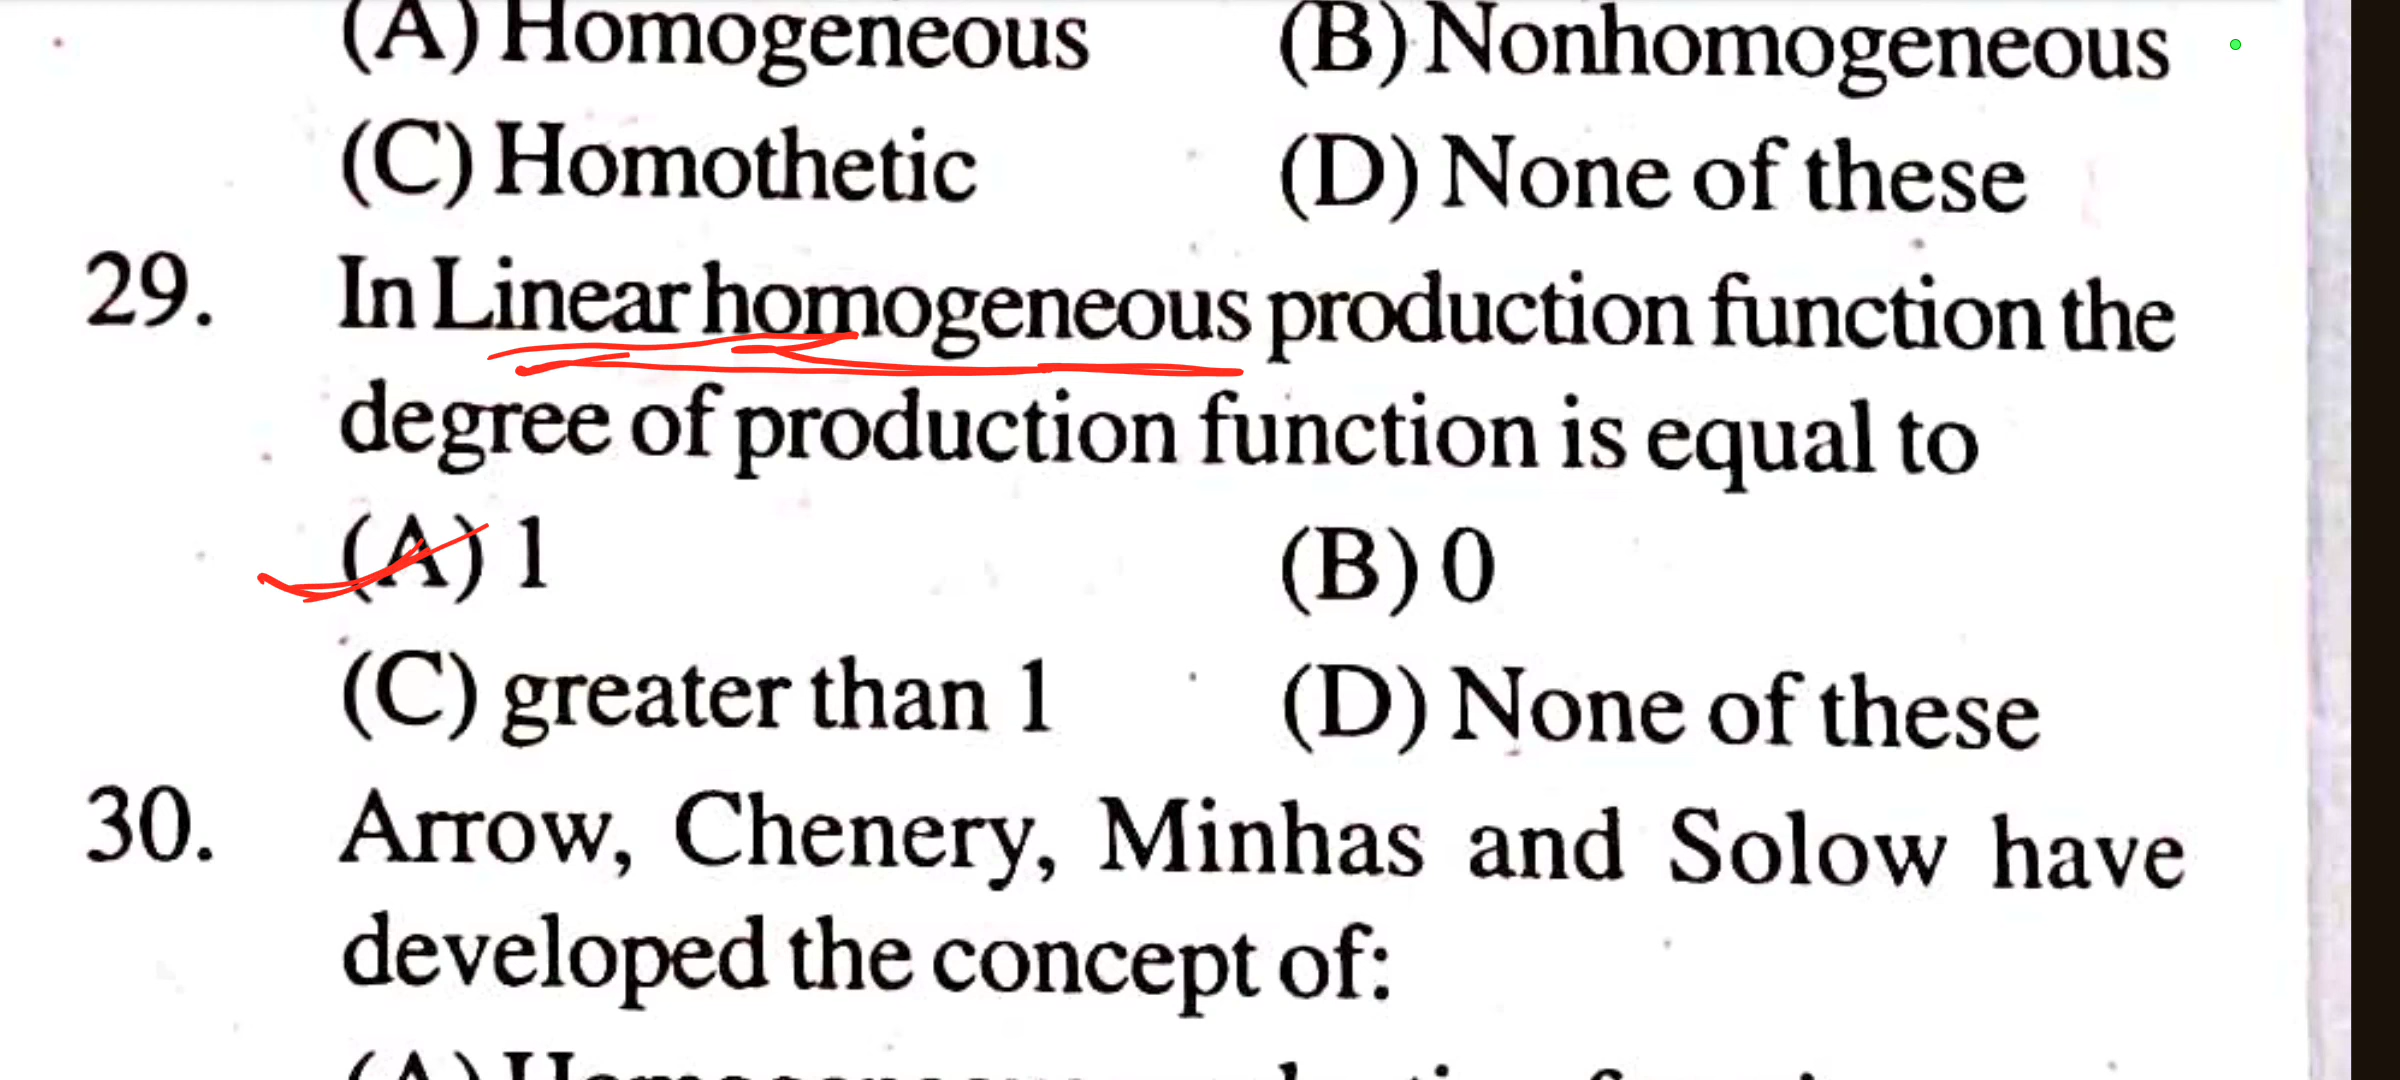 (A) Homogeneous (B) Nonhomogeneous
(C) Homothetic (D) None of these
29. In Linear homogeneous production function the
degree of production function is equal to
(A) 1 (B) 0
(C) greater than 1 (D) None of these
30. Arrow, Chenery, Minhas and Solow have
developed the concept of:
(A)